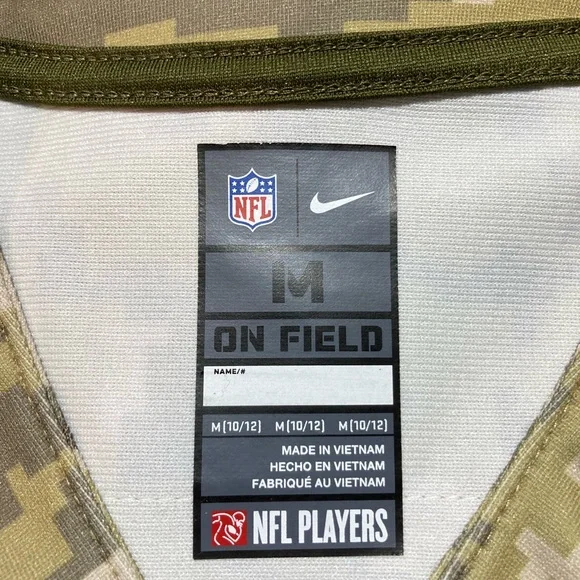 NFL
M
ON FIELD
NAME/#
M (10/12) M (10/12) M (10/12)
MADE IN VIETNAM
HECHO EN VIETNAM
FABRIQUÉ AU VIETNAM
NFL PLAYERS